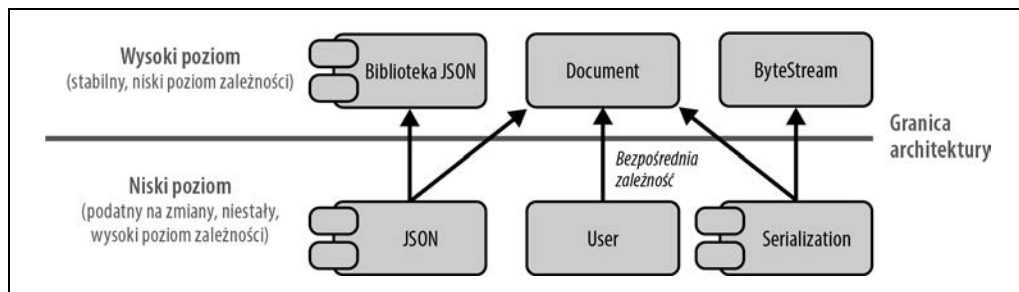 Wysoki poziom
(stabilny, niski poziom zależności)
Biblioteka JSON
Document
ByteStream
Granica
architektury
Bezpośrednia
zależność
Niski poziom
(podatny na zmiany, niestały,
wysoki poziom zależności)
JSON
User
Serialization